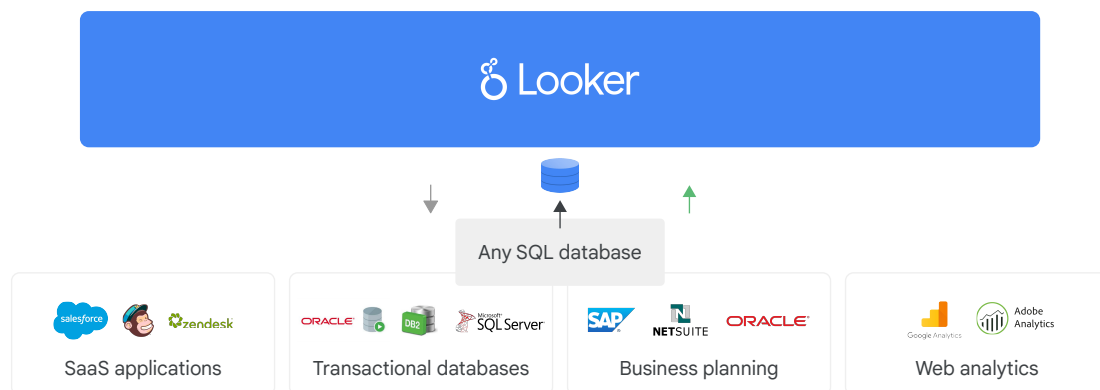 Looker
Any SQL database
salesforce
zendesk
ORACLE
DB2
Microsoft
SQL Server
SAP
NETSUITE
ORACLE
Google Analytics
Adobe
Analytics
SaaS applications
Transactional databases
Business planning
Web analytics